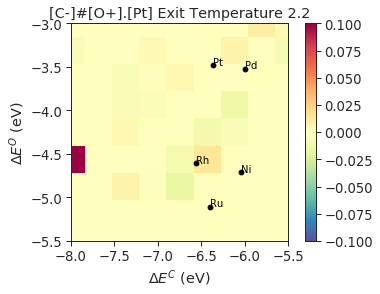 [C-]#[O+].[Pt] Exit Temperature 2.2
−3.0
−3.5
−4.0
−4.5
−5.0
−5.5
ΔE^O (eV)
Pt
Pd
Rh
Ni
Ru
−8.0 −7.5 −7.0 −6.5 −6.0 −5.5
ΔE^C (eV)
0.100
0.075
0.050
0.025
0.000
−0.025
−0.050
−0.075
−0.100